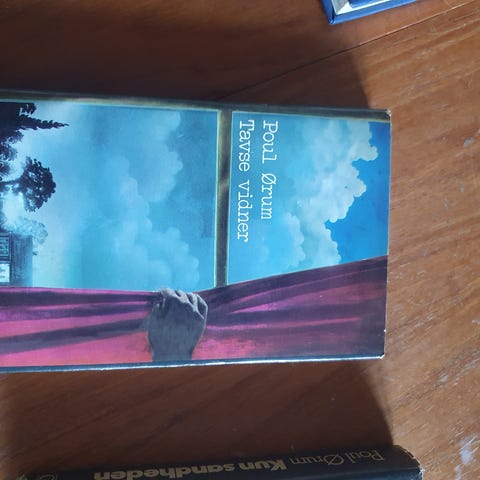 Poul Ørum
Tavse vidner
Poul Ørum Kun sandheden